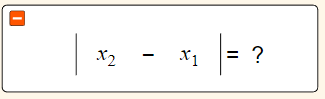 | x₂ − x₁ | = ?